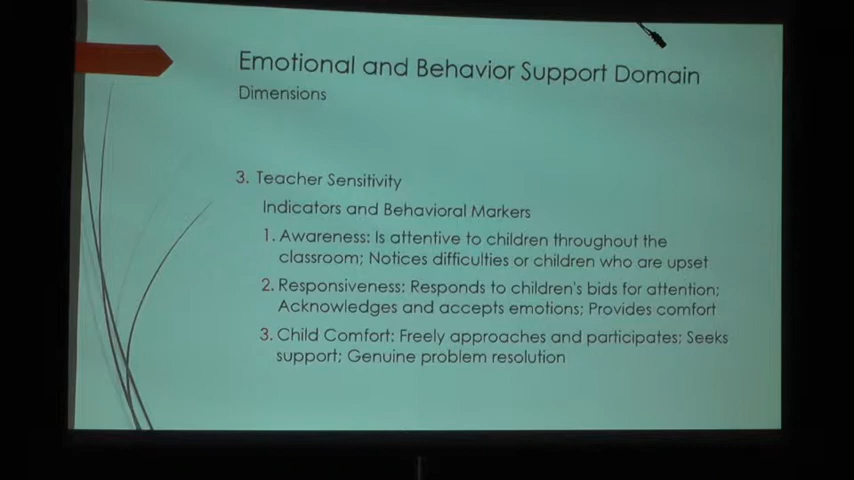 Emotional and Behavior Support Domain
Dimensions
3. Teacher Sensitivity
Indicators and Behavioral Markers
1. Awareness: Is attentive to children throughout the
classroom; Notices difficulties or children who are upset
2. Responsiveness: Responds to children's bids for attention;
Acknowledges and accepts emotions; Provides comfort
3. Child Comfort: Freely approaches and participates; Seeks
support; Genuine problem resolution